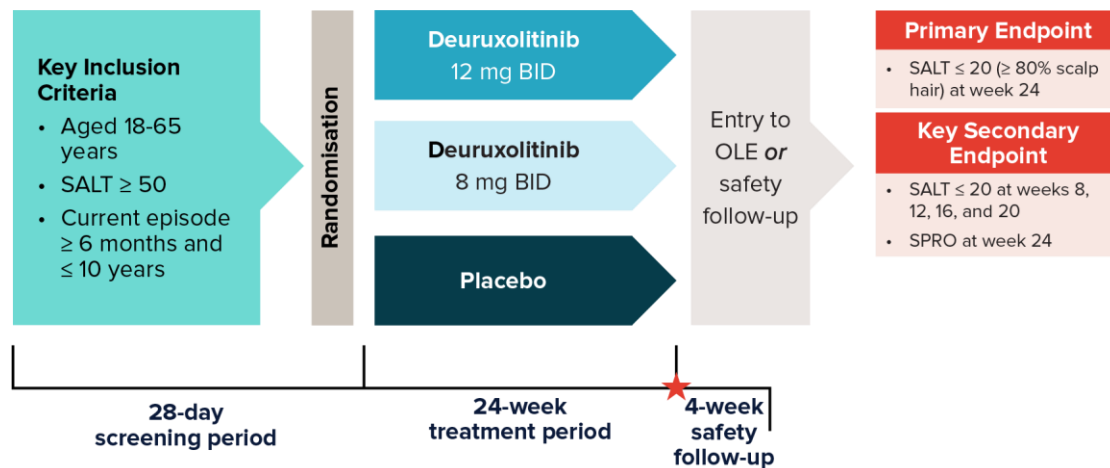 Key Inclusion
Criteria
• Aged 18-65
years
• SALT ≥ 50
• Current episode
≥ 6 months and
≤ 10 years
Randomisation
Deuruxolitinib
12 mg BID
Deuruxolitinib
8 mg BID
Placebo
Entry to
OLE or
safety
follow-up
Primary Endpoint
• SALT ≤ 20 (≥ 80% scalp
hair) at week 24
Key Secondary
Endpoint
• SALT ≤ 20 at weeks 8,
12, 16, and 20
• SPRO at week 24
28-day
screening period
24-week
treatment period
4-week
safety
follow-up